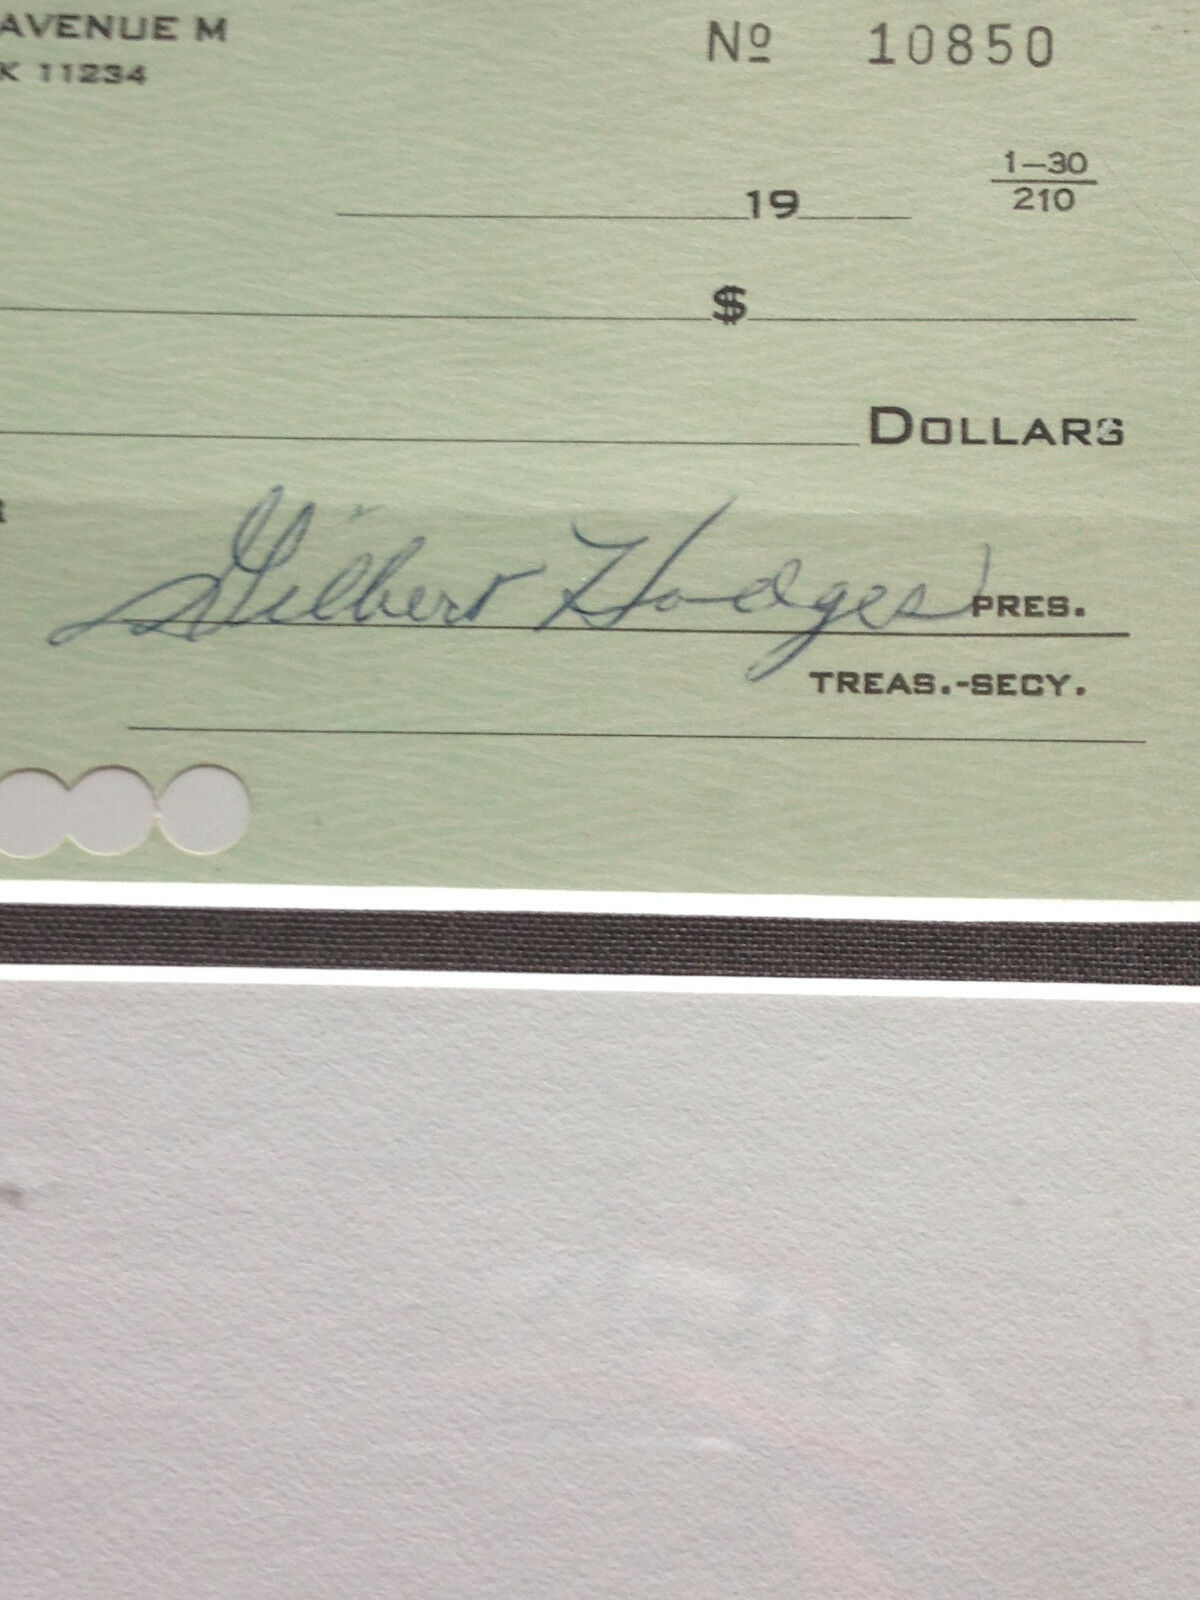 AVENUE M
K 11234
Nº 10850
19
1—30
210
$
DOLLARS
Gilbert Hodges PRES.
TREAS.-SECY.